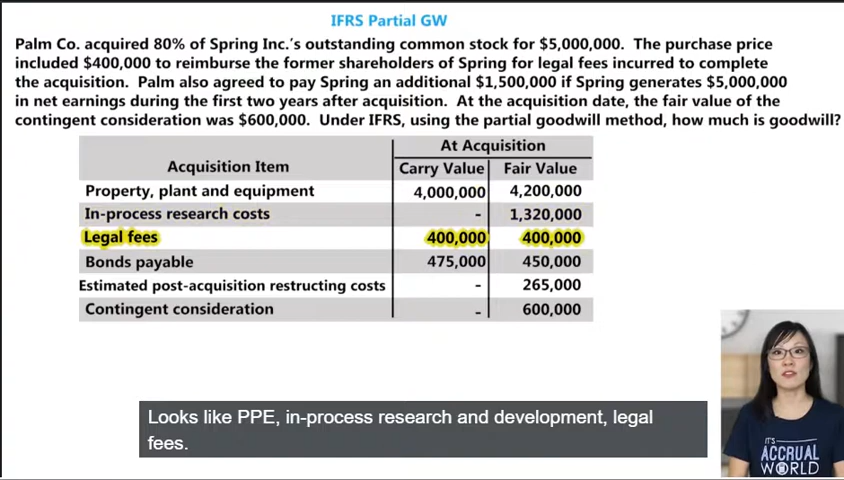 IFRS Partial GW
Palm Co. acquired 80% of Spring Inc.'s outstanding common stock for $5,000,000. The purchase price
included $400,000 to reimburse the former shareholders of Spring for legal fees incurred to complete
the acquisition. Palm also agreed to pay Spring an additional $1,500,000 if Spring generates $5,000,000
in net earnings during the first two years after acquisition. At the acquisition date, the fair value of the
contingent consideration was $600,000. Under IFRS, using the partial goodwill method, how much is goodwill?
At Acquisition
Acquisition Item Carry Value Fair Value
Property, plant and equipment 4,000,000 4,200,000
In-process research costs - 1,320,000
Legal fees 400,000 400,000
Bonds payable 475,000 450,000
Estimated post-acquisition restructing costs - 265,000
Contingent consideration - 600,000
Looks like PPE, in-process research and development, legal
fees.
IT'S
ACCRUAL
WORLD